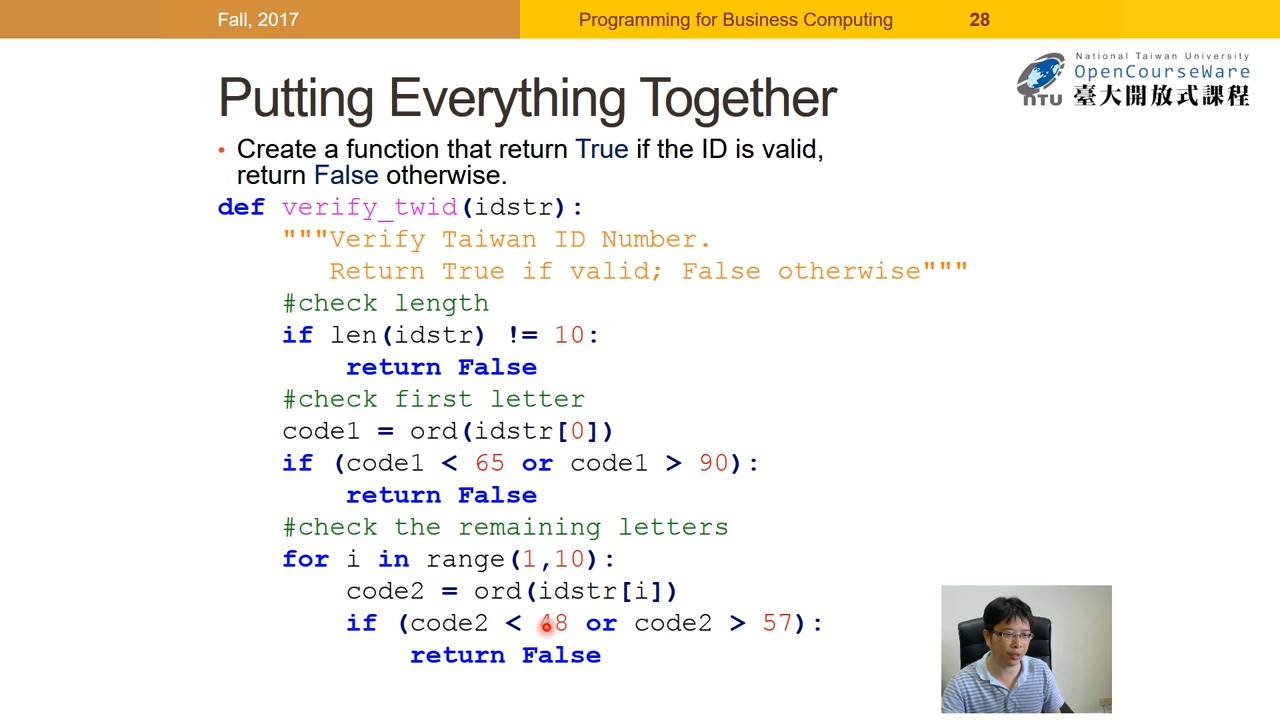 Fall, 2017
Programming for Business Computing
28
National Taiwan University
OpenCourseWare
NTU 臺大開放式課程
Putting Everything Together
• Create a function that return True if the ID is valid,
return False otherwise.
def verify_twid(idstr):
    """Verify Taiwan ID Number.
       Return True if valid; False otherwise"""
    #check length
    if len(idstr) != 10:
        return False
    #check first letter
    code1 = ord(idstr[0])
    if (code1 < 65 or code1 > 90):
        return False
    #check the remaining letters
    for i in range(1,10):
        code2 = ord(idstr[i])
        if (code2 < 48 or code2 > 57):
            return False